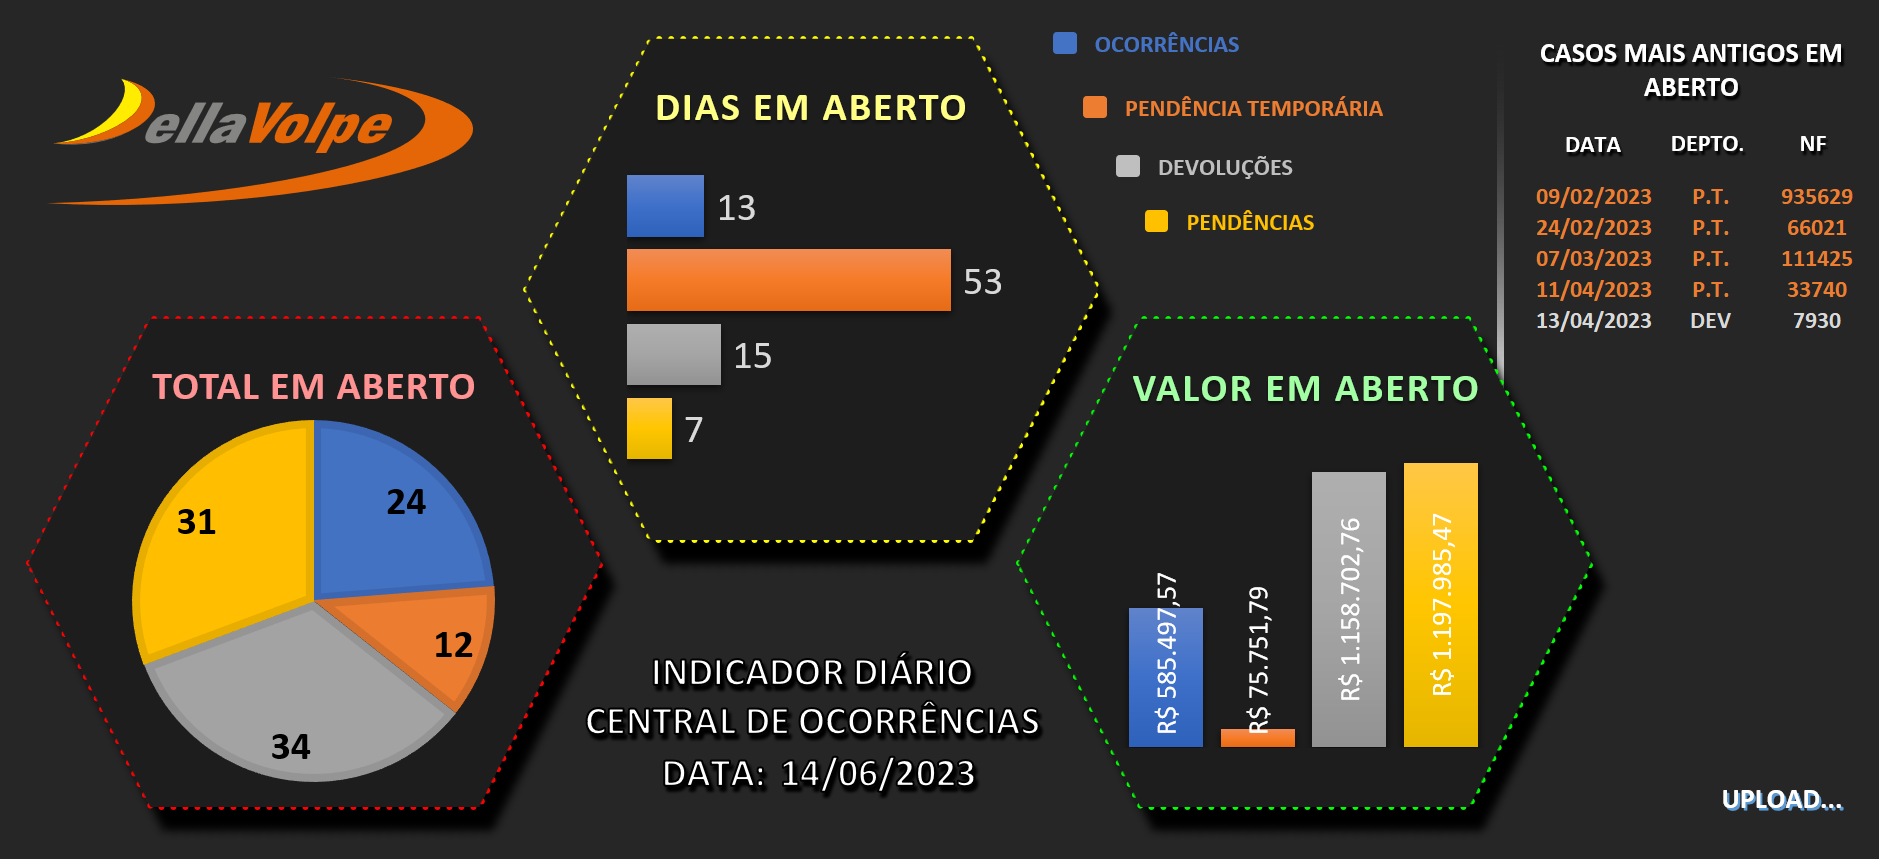 ellaVolpe
DIAS EM ABERTO
13
53
15
7
OCORRÊNCIAS
PENDÊNCIA TEMPORÁRIA
DEVOLUÇÕES
PENDÊNCIAS
CASOS MAIS ANTIGOS EM
ABERTO
DATA DEPTO. NF
09/02/2023 P.T. 935629
24/02/2023 P.T. 66021
07/03/2023 P.T. 111425
11/04/2023 P.T. 33740
13/04/2023 DEV 7930
TOTAL EM ABERTO
24
12
34
31
INDICADOR DIÁRIO
CENTRAL DE OCORRÊNCIAS
DATA: 14/06/2023
VALOR EM ABERTO
R$ 585.497,57
R$ 75.751,79
R$ 1.158.702,76
R$ 1.197.985,47
UPLOAD...